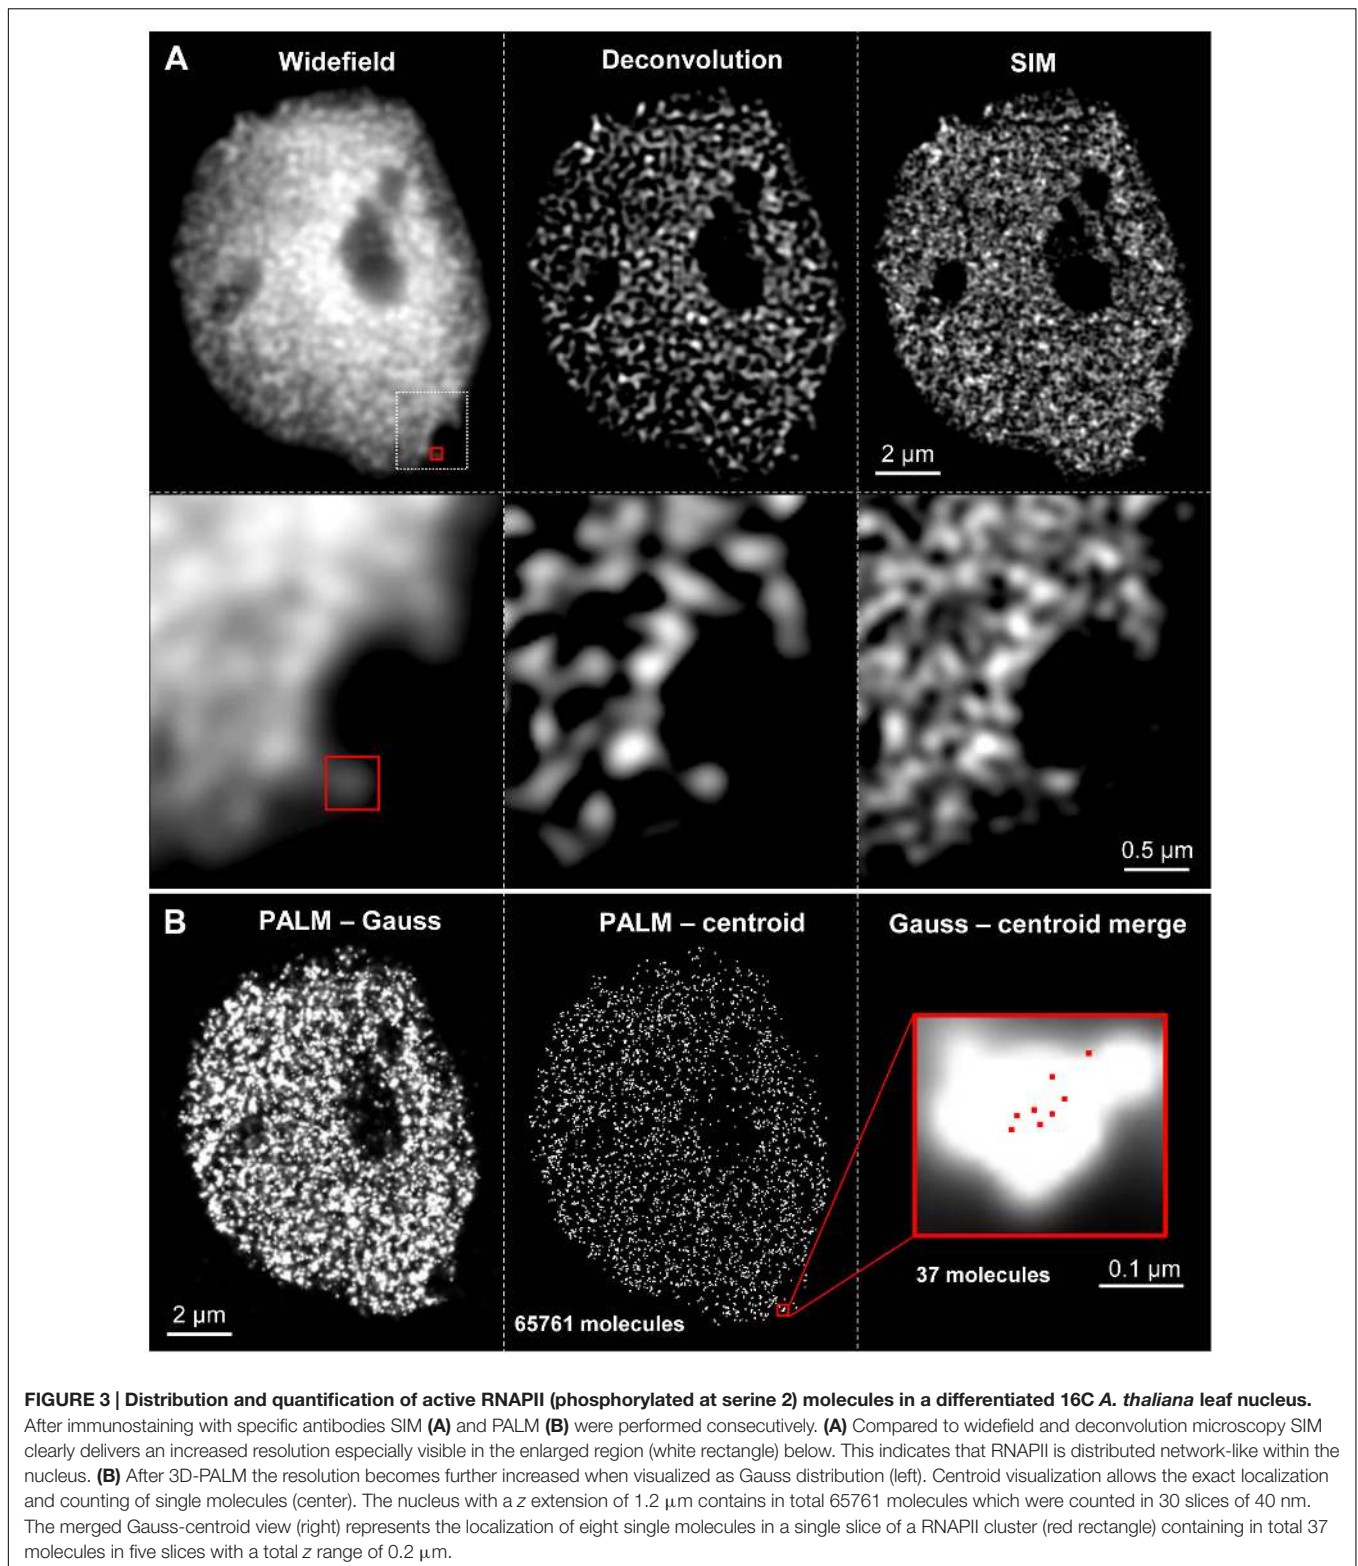 A
Widefield
Deconvolution
SIM
2 μm
0.5 μm
B
PALM – Gauss
PALM – centroid
Gauss – centroid merge
37 molecules
0.1 μm
2 μm
65761 molecules
FIGURE 3 | Distribution and quantification of active RNAPII (phosphorylated at serine 2) molecules in a differentiated 16C A. thaliana leaf nucleus.
After immunostaining with specific antibodies SIM (A) and PALM (B) were performed consecutively. (A) Compared to widefield and deconvolution microscopy SIM
clearly delivers an increased resolution especially visible in the enlarged region (white rectangle) below. This indicates that RNAPII is distributed network-like within the
nucleus. (B) After 3D-PALM the resolution becomes further increased when visualized as Gauss distribution (left). Centroid visualization allows the exact localization
and counting of single molecules (center). The nucleus with a z extension of 1.2 μm contains in total 65761 molecules which were counted in 30 slices of 40 nm.
The merged Gauss-centroid view (right) represents the localization of eight single molecules in a single slice of a RNAPII cluster (red rectangle) containing in total 37
molecules in five slices with a total z range of 0.2 μm.